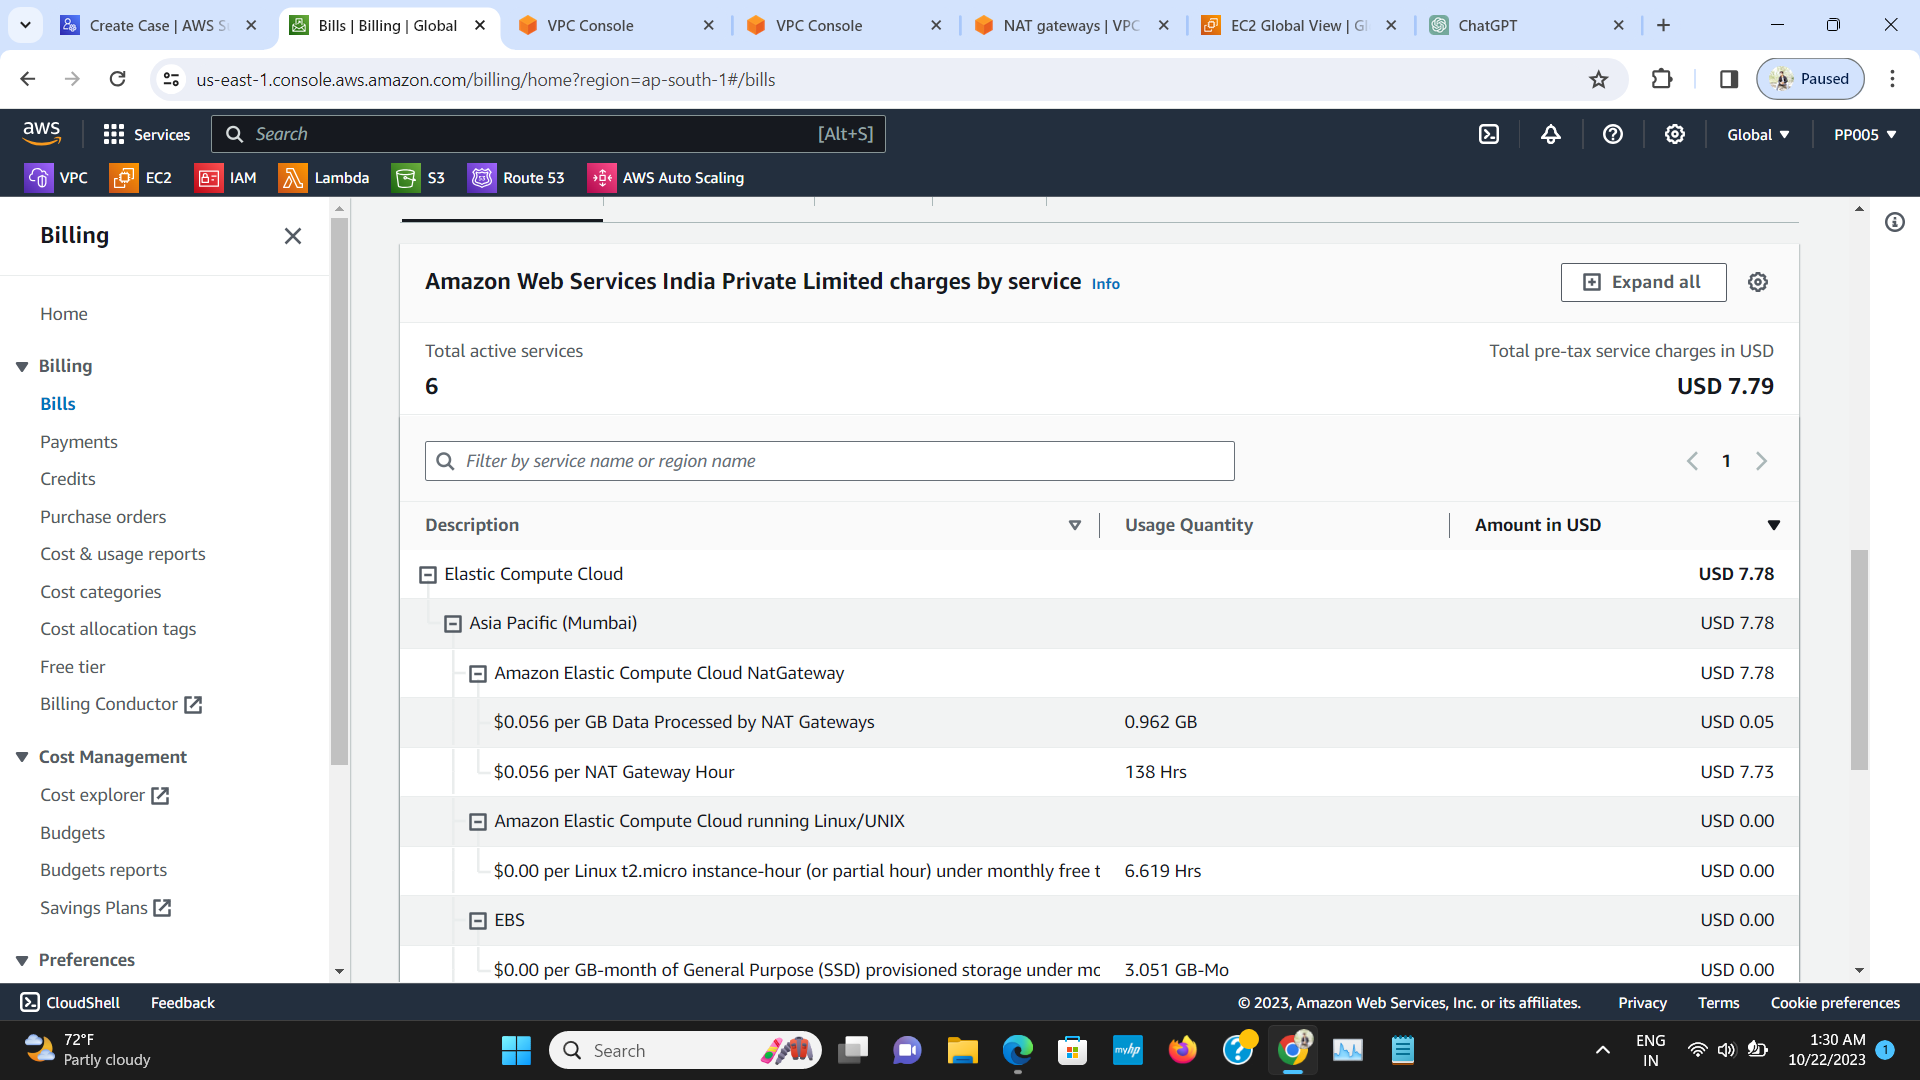 Create Case | AWS S
Bills | Billing | Global
VPC Console
VPC Console
NAT gateways | VPC
EC2 Global View | Gl
ChatGPT
us-east-1.console.aws.amazon.com/billing/home?region=ap-south-1#/bills
Paused
aws
Services
Search
[Alt+S]
Global
PP005
VPC
EC2
IAM
Lambda
S3
Route 53
AWS Auto Scaling
Billing
Home
Billing
Bills
Payments
Credits
Purchase orders
Cost & usage reports
Cost categories
Cost allocation tags
Free tier
Billing Conductor
Cost Management
Cost explorer
Budgets
Budgets reports
Savings Plans
Preferences
Amazon Web Services India Private Limited charges by service Info
Expand all
Total active services
6
Total pre-tax service charges in USD
USD 7.79
Filter by service name or region name
1
Description Usage Quantity Amount in USD
Elastic Compute Cloud USD 7.78
Asia Pacific (Mumbai) USD 7.78
Amazon Elastic Compute Cloud NatGateway USD 7.78
$0.056 per GB Data Processed by NAT Gateways 0.962 GB USD 0.05
$0.056 per NAT Gateway Hour 138 Hrs USD 7.73
Amazon Elastic Compute Cloud running Linux/UNIX USD 0.00
$0.00 per Linux t2.micro instance-hour (or partial hour) under monthly free t 6.619 Hrs USD 0.00
EBS USD 0.00
$0.00 per GB-month of General Purpose (SSD) provisioned storage under mo 3.051 GB-Mo USD 0.00
CloudShell
Feedback
© 2023, Amazon Web Services, Inc. or its affiliates.
Privacy
Terms
Cookie preferences
72°F
Partly cloudy
Search
myhp
ENG
IN
1:30 AM
10/22/2023
1